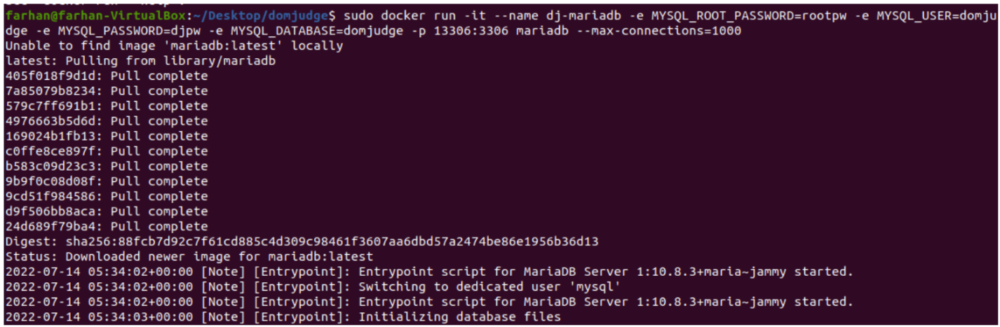 farhan@farhan-VirtualBox:~/Desktop/domjudge$ sudo docker run -it --name dj-mariadb -e MYSQL_ROOT_PASSWORD=rootpw -e MYSQL_USER=domju
dge -e MYSQL_PASSWORD=djpw -e MYSQL_DATABASE=domjudge -p 13306:3306 mariadb --max-connections=1000
Unable to find image 'mariadb:latest' locally
latest: Pulling from library/mariadb
405f018f9d1d: Pull complete
7a85079b8234: Pull complete
579c7ff691b1: Pull complete
4976663b5d6d: Pull complete
169024b1fb13: Pull complete
c0ffe8ce897f: Pull complete
b583c09d23c3: Pull complete
9b9f0c08d08f: Pull complete
9cd51f984586: Pull complete
d9f506bb8aca: Pull complete
24d689f79ba4: Pull complete
Digest: sha256:88fcb7d92c7f61cd885c4d309c98461f3607aa6dbd57a2474be86e1956b36d13
Status: Downloaded newer image for mariadb:latest
2022-07-14 05:34:02+00:00 [Note] [Entrypoint]: Entrypoint script for MariaDB Server 1:10.8.3+maria~jammy started.
2022-07-14 05:34:02+00:00 [Note] [Entrypoint]: Switching to dedicated user 'mysql'
2022-07-14 05:34:02+00:00 [Note] [Entrypoint]: Entrypoint script for MariaDB Server 1:10.8.3+maria~jammy started.
2022-07-14 05:34:03+00:00 [Note] [Entrypoint]: Initializing database files